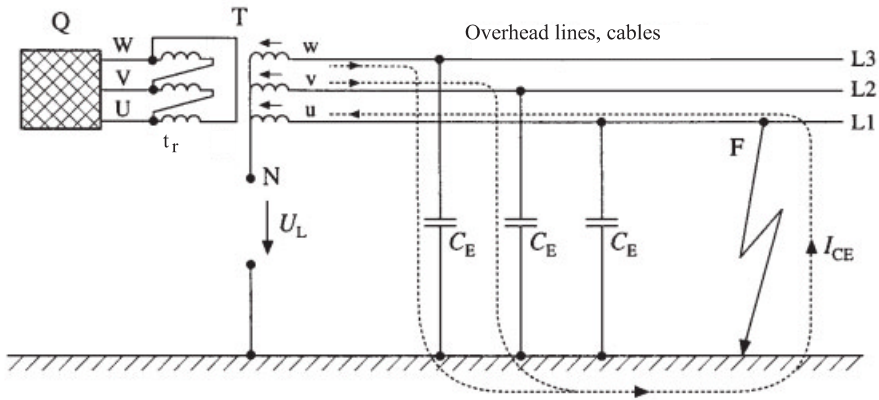 Q
T
Overhead lines, cables
W
w
L3
V
v
L2
U
u
L1
t_r
F
N
U_L
C_E
C_E
C_E
I_CE